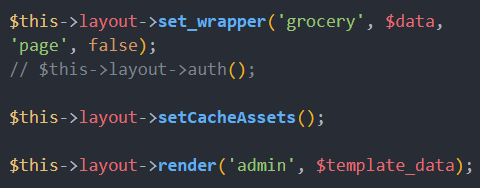 $this->layout->set_wrapper('grocery', $data,
'page', false);
// $this->layout->auth();
$this->layout->setCacheAssets();
$this->layout->render('admin', $template_data);